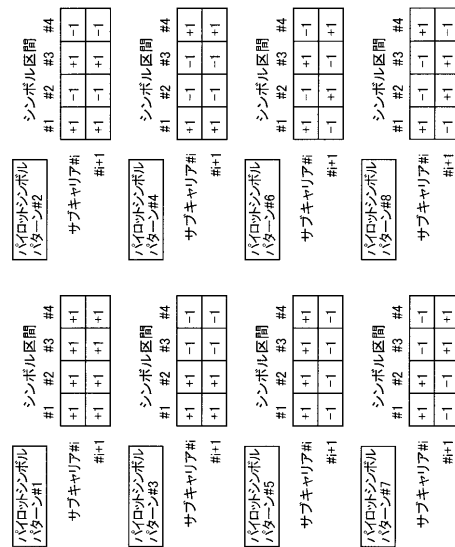 パイロットシンボル
パターン#1
シンボル区間
#1 #2 #3 #4
サブキャリア#i +1 +1 +1 +1
#i+1 +1 +1 +1 +1
パイロットシンボル
パターン#2
シンボル区間
#1 #2 #3 #4
サブキャリア#i +1 -1 +1 -1
#i+1 +1 -1 +1 -1
パイロットシンボル
パターン#3
シンボル区間
#1 #2 #3 #4
サブキャリア#i +1 +1 -1 -1
#i+1 +1 +1 -1 -1
パイロットシンボル
パターン#4
シンボル区間
#1 #2 #3 #4
サブキャリア#i +1 -1 -1 +1
#i+1 +1 -1 -1 +1
パイロットシンボル
パターン#5
シンボル区間
#1 #2 #3 #4
サブキャリア#i +1 +1 +1 +1
#i+1 -1 -1 -1 -1
パイロットシンボル
パターン#6
シンボル区間
#1 #2 #3 #4
サブキャリア#i +1 -1 +1 -1
#i+1 -1 +1 -1 +1
パイロットシンボル
パターン#7
シンボル区間
#1 #2 #3 #4
サブキャリア#i +1 +1 -1 -1
#i+1 -1 -1 +1 +1
パイロットシンボル
パターン#8
シンボル区間
#1 #2 #3 #4
サブキャリア#i +1 -1 -1 +1
#i+1 -1 +1 +1 -1